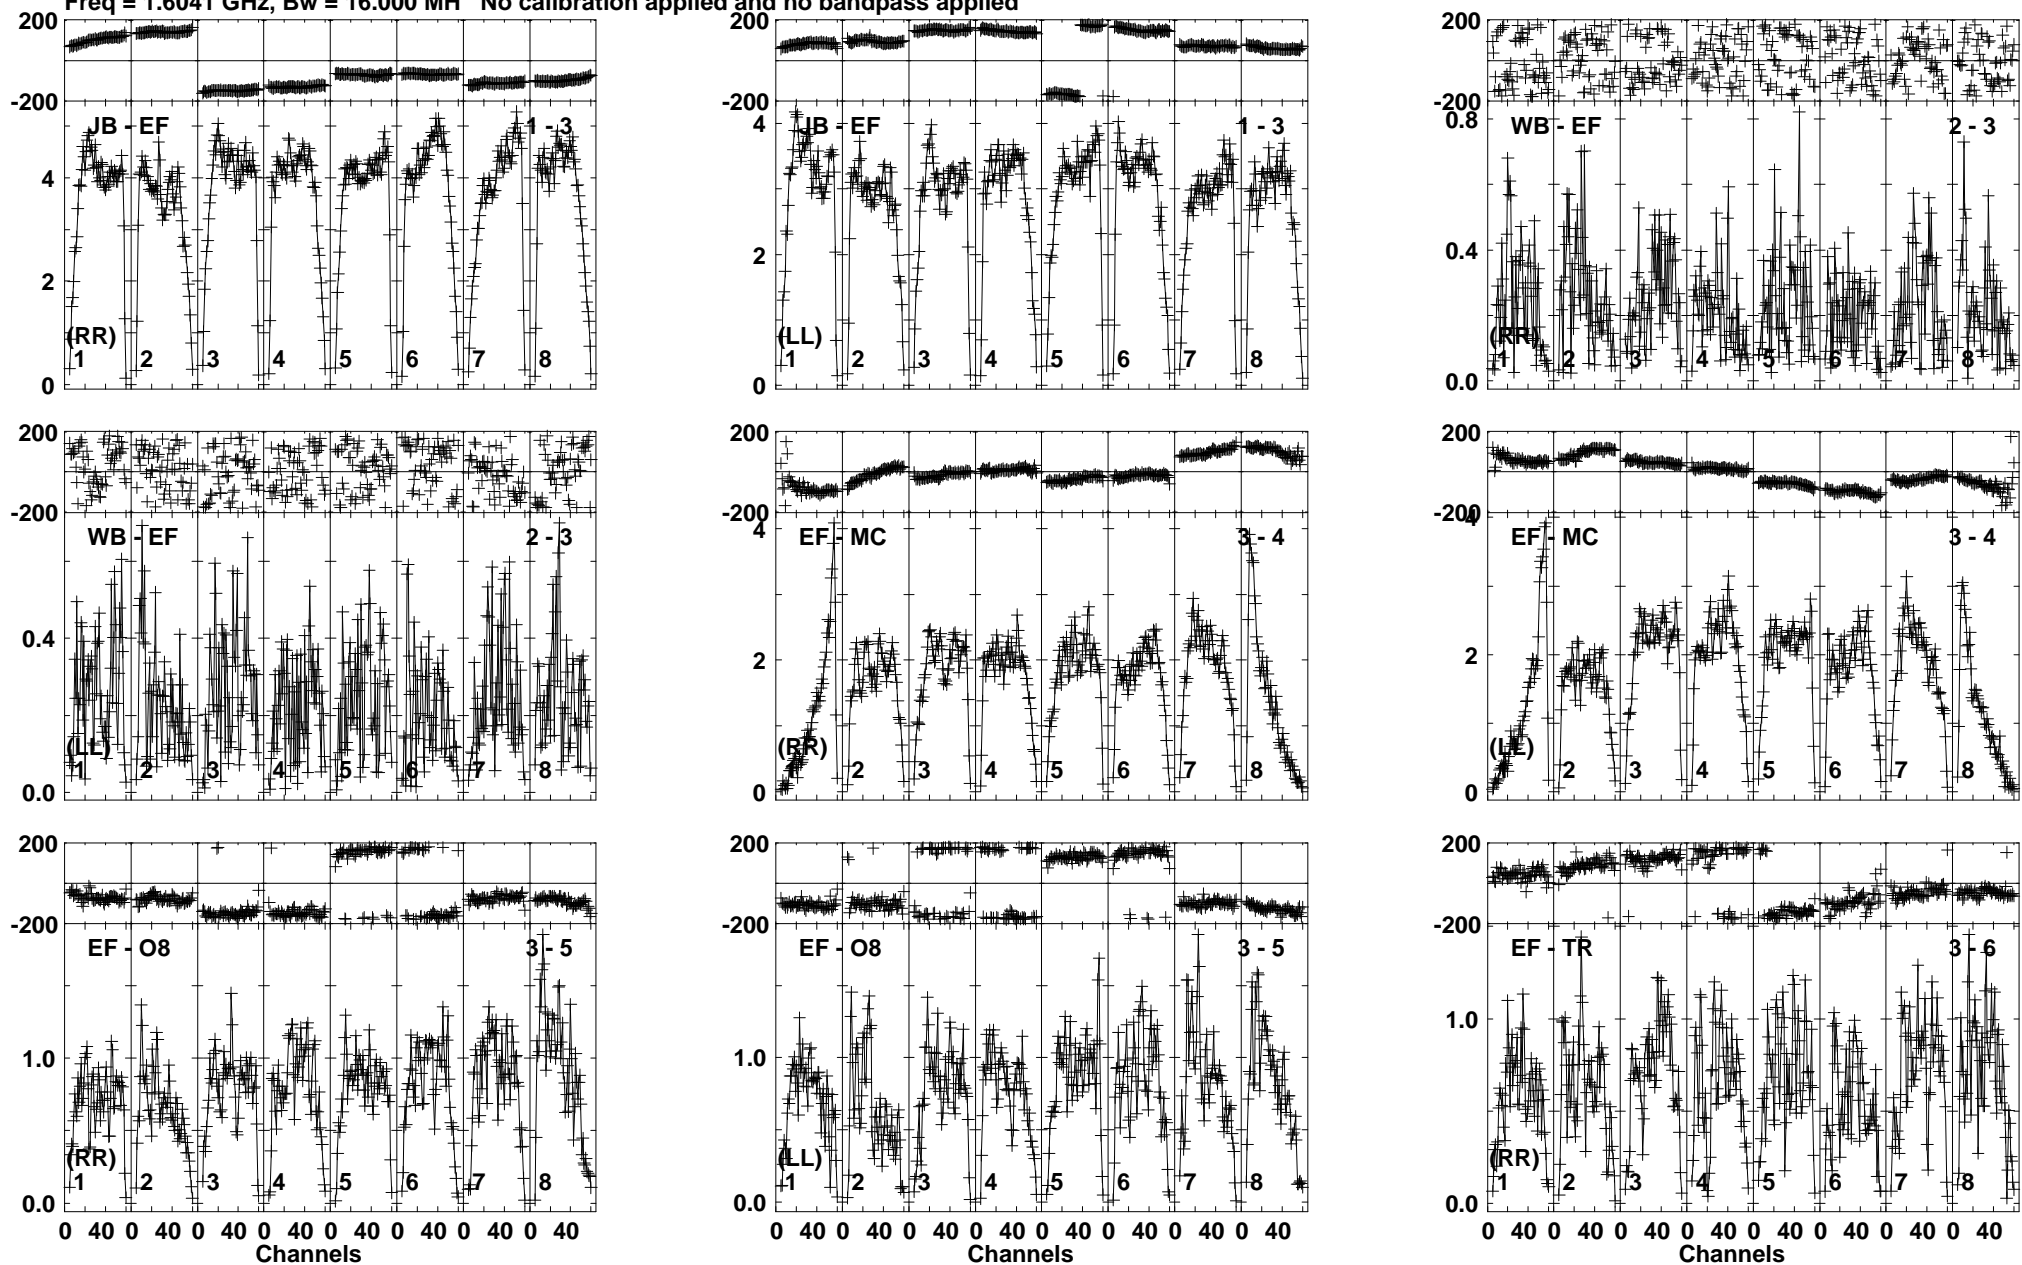 Freq = 1.6041 GHz, Bw = 16.000 MH No calibration applied and no bandpass applied
200 200 200
-200 -200 -200
JB - EF 1 - 3 JB - EF 1 - 3 WB - EF 2 - 3
4 4 0.8
2 2 0.4
(RR) (LL) (RR)
1 2 3 4 5 6 7 8 1 2 3 4 5 6 7 8 1 2 3 4 5 6 7 8
0 0 0.0
200 200 200
-200 -200 -200
WB - EF 2 - 3 EF - MC 3 - 4 EF - MC 3 - 4
4 4
0.4 2 2
(LL) (RR) (LL)
1 2 3 4 5 6 7 8 1 2 3 4 5 6 7 8 1 2 3 4 5 6 7 8
0.0 0 0
200 200 200
-200 -200 -200
EF - O8 3 - 5 EF - O8 3 - 5 EF - TR 3 - 6
1.0 1.0 1.0
(RR) (LL) (RR)
1 2 3 4 5 6 7 8 1 2 3 4 5 6 7 8 1 2 3 4 5 6 7 8
0.0 0.0 0.0
0 40 0 40 0 40 0 40 0 40 0 40 0 40 0 40 0 40 0 40 0 40 0 40 0 40 0 40 0 40 0 40 0 40 0 40 0 40 0 40 0 40 0 40 0 40 0 40
Channels Channels Channels